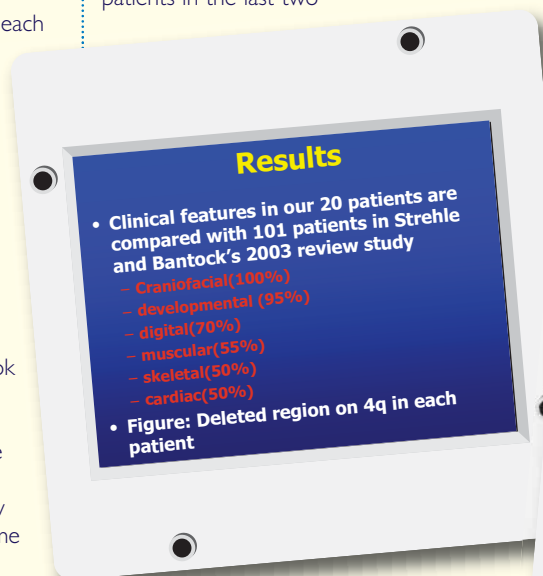 each
patients in the last two
Results
• Clinical features in our 20 patients are
compared with 101 patients in Strehle
and Bantock's 2003 review study
– Craniofacial(100%)
– developmental (95%)
– digital(70%)
– muscular(55%)
– skeletal(50%)
– cardiac(50%)
• Figure: Deleted region on 4q in each
patient